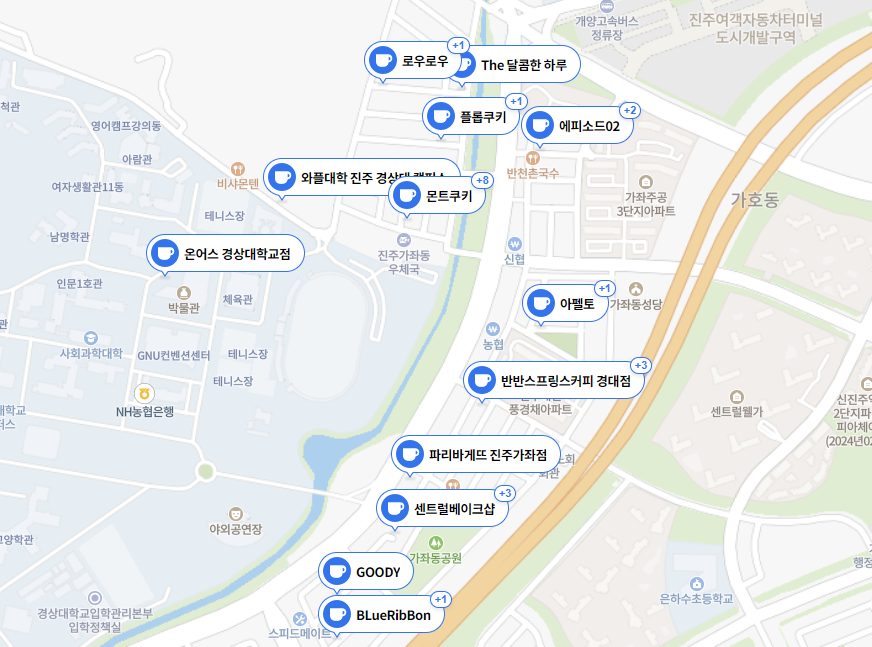 개양고속버스
정류장
진주여객자동차터미널
도시개발구역
로우로우
+1
The 달콤한 하루
척관
플롭쿠키
+1
에피소드02
+2
영어캠프강의동
아람관
비샤몬텐
와플대학 진주 경상대 캠퍼스
몬트쿠키
+8
반천촌국수
여자생활관11동
가좌주공
3단지아파트
가호동
테니스장
남명학관
온어스 경상대학교점
진주가좌동
우체국
신협
인문1호관
박물관
체육관
아펠토
+1
가좌동성당
관
사회과학대학
GNU컨벤션센터
테니스장
농협
테니스장
반반스프링스커피 경대점
+3
풍경채아파트
NH농협은행
센트럴웰가
신진주역
2단지파
피아체
(2024년02
대학교
퍼스
파리바게뜨 진주가좌점
노회
회관
센트럴베이크샵
+3
야외공연장
고양학관
가좌동공원
GOODY
행정
경상대학교입학관리본부
입학정책실
BLueRibBon
+1
스피드메이트
은하수초등학교